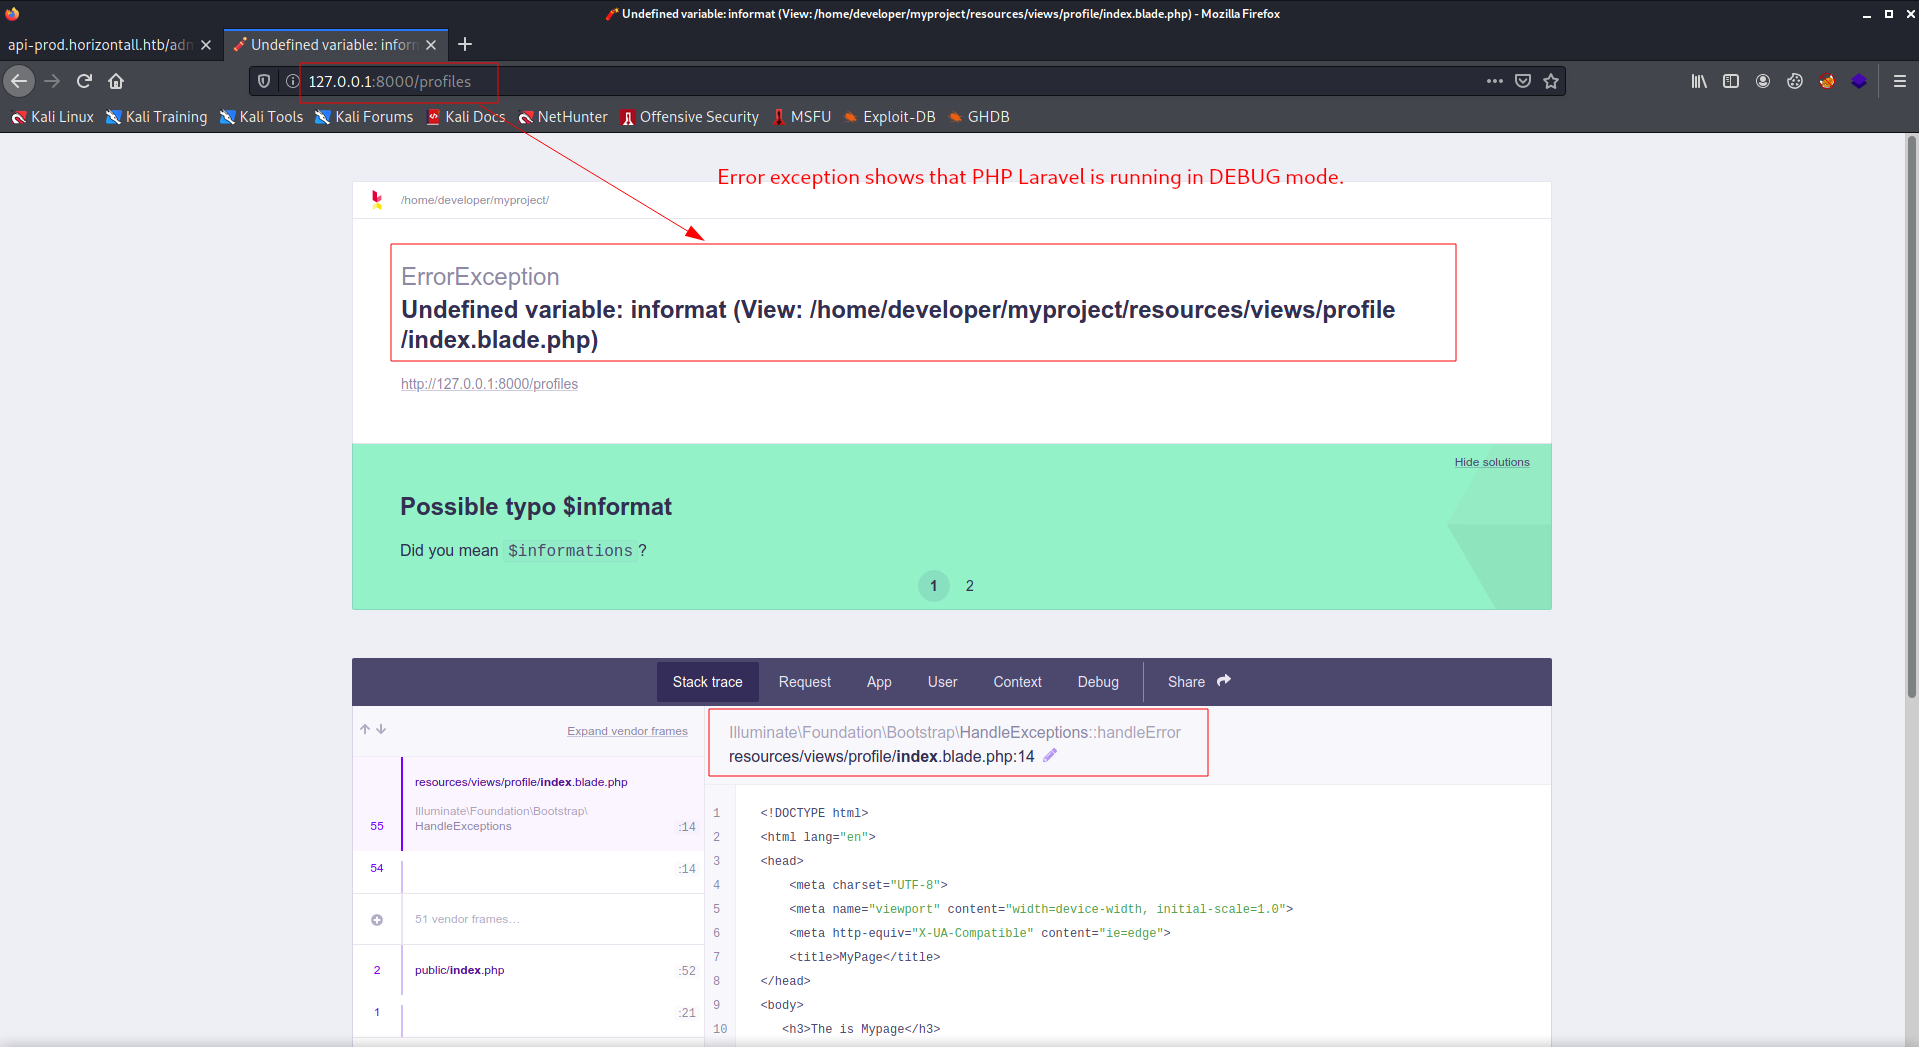 Undefined variable: informat (View: /home/developer/myproject/resources/views/profile/index.blade.php) - Mozilla Firefox
api-prod.horizontall.htb/adn
Undefined variable: inforn
127.0.0.1:8000/profiles
Kali Linux Kali Training Kali Tools Kali Forums Kali Docs NetHunter Offensive Security MSFU Exploit-DB GHDB
Error exception shows that PHP Laravel is running in DEBUG mode.
/home/developer/myproject/
ErrorException
Undefined variable: informat (View: /home/developer/myproject/resources/views/profile
/index.blade.php)
http://127.0.0.1:8000/profiles
Hide solutions
Possible typo $informat
Did you mean $informations?
1 2
Stack trace Request App User Context Debug Share
Expand vendor frames
resources/views/profile/index.blade.php
Illuminate\Foundation\Bootstrap\
55 HandleExceptions :14
54 :14
51 vendor frames…
2 public/index.php :52
1 :21
Illuminate\Foundation\Bootstrap\HandleExceptions::handleError
resources/views/profile/index.blade.php:14
1 <!DOCTYPE html>
2 <html lang="en">
3 <head>
4 <meta charset="UTF-8">
5 <meta name="viewport" content="width=device-width, initial-scale=1.0">
6 <meta http-equiv="X-UA-Compatible" content="ie=edge">
7 <title>MyPage</title>
8 </head>
9 <body>
10 <h3>The is Mypage</h3>